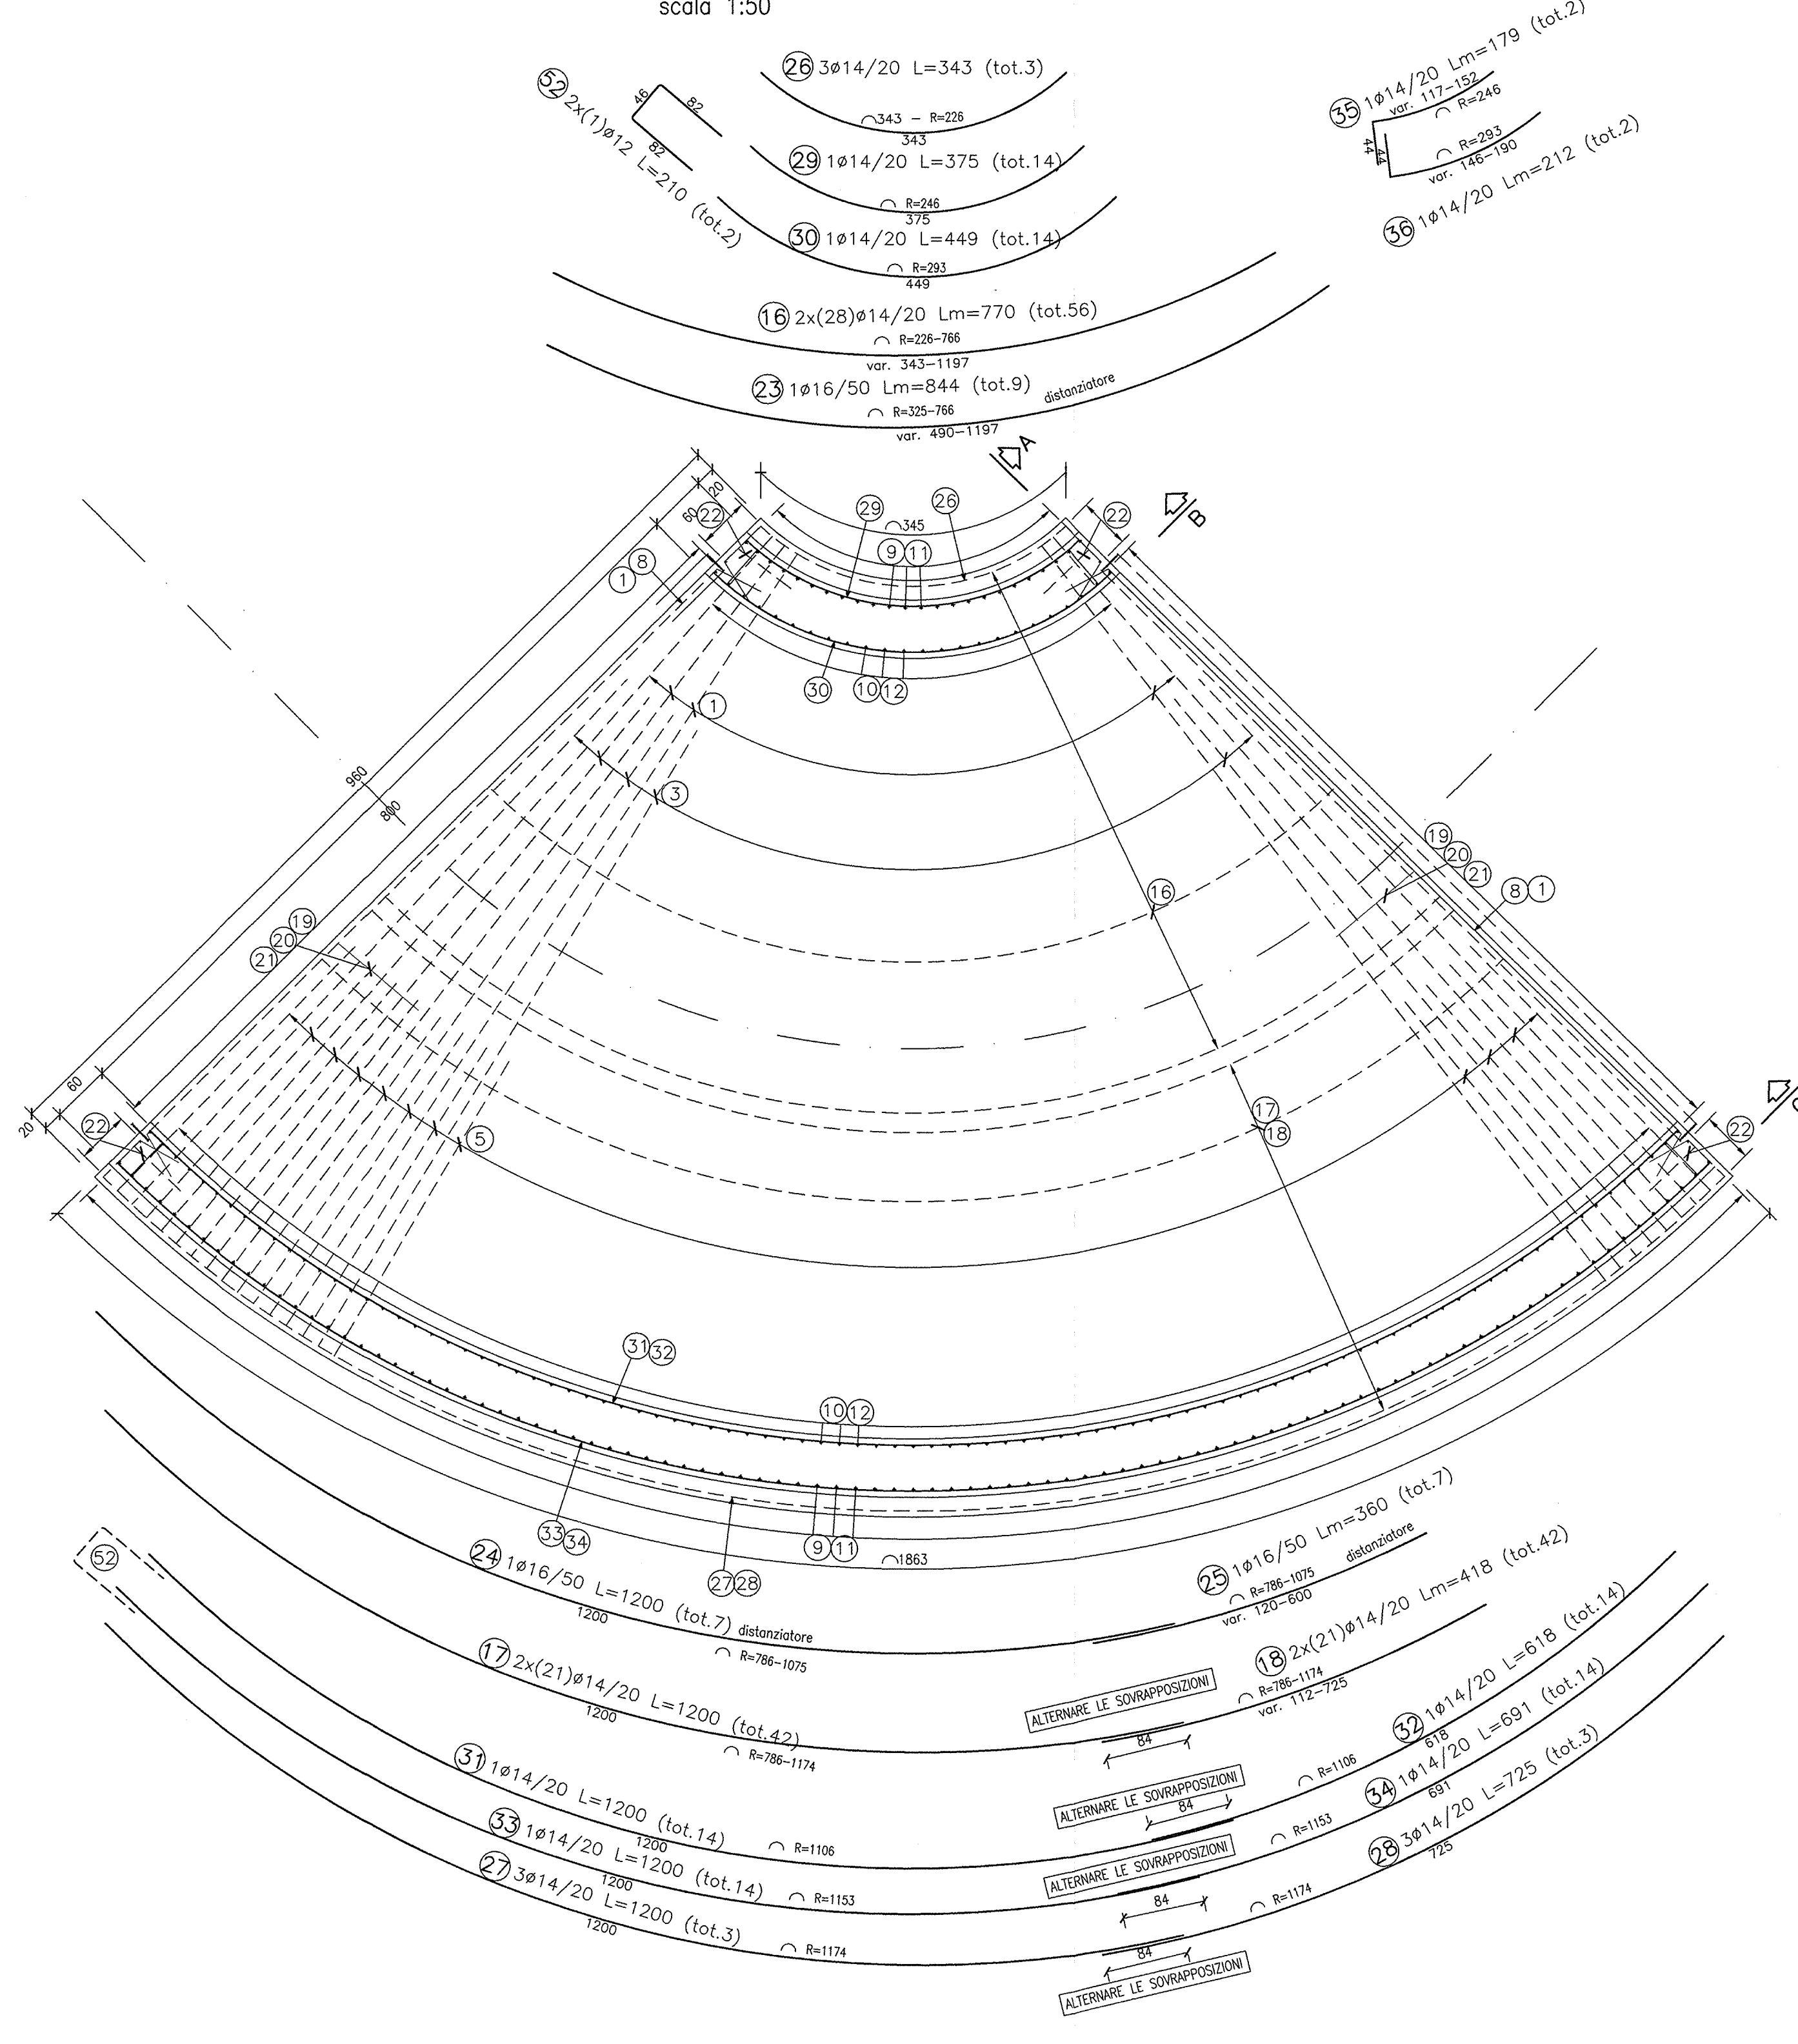 scala 1:50
26 3ø14/20 L=343 (tot.3)
343 - R=226
343
52 2x(1)ø12 L=210 (tot.2)
46
82
82
29 1ø14/20 L=375 (tot.14)
R=246
375
30 1ø14/20 L=449 (tot.14)
R=293
449
35 1ø14/20 Lm=179 (tot.2)
var. 117-152
R=246
44
44
R=293
var. 146-190
36 1ø14/20 Lm=212 (tot.2)
16 2x(28)ø14/20 Lm=770 (tot.56)
R=226-766
var. 343-1197
23 1ø16/50 Lm=844 (tot.9) distanziatore
R=325-766
var. 490-1197
A
B
20
60
22
29
26
345
9 11
22
1 8
30
10 12
1
3
960
800
16
19
20
21
8 1
19
20
21
60
20
22
5
17
18
22
C
31 32
10 12
33 34
9 11
1863
27 28
52
24 1ø16/50 L=1200 (tot.7) distanziatore
1200
R=786-1075
25 1ø16/50 Lm=360 (tot.7)
R=786-1075 distanziatore
var. 120-600
17 2x(21)ø14/20 L=1200 (tot.42)
1200
R=786-1174
ALTERNARE LE SOVRAPPOSIZIONI
84
18 2x(21)ø14/20 Lm=418 (tot.42)
R=786-1174
var. 112-725
31 1ø14/20 L=1200 (tot.14)
1200
R=1106
ALTERNARE LE SOVRAPPOSIZIONI
84
R=1106
32 1ø14/20 L=618 (tot.14)
618
33 1ø14/20 L=1200 (tot.14)
1200
R=1153
ALTERNARE LE SOVRAPPOSIZIONI
84
R=1153
34 1ø14/20 L=691 (tot.14)
691
27 3ø14/20 L=1200 (tot.3)
1200
R=1174
84
ALTERNARE LE SOVRAPPOSIZIONI
R=1174
28 3ø14/20 L=725 (tot.3)
725